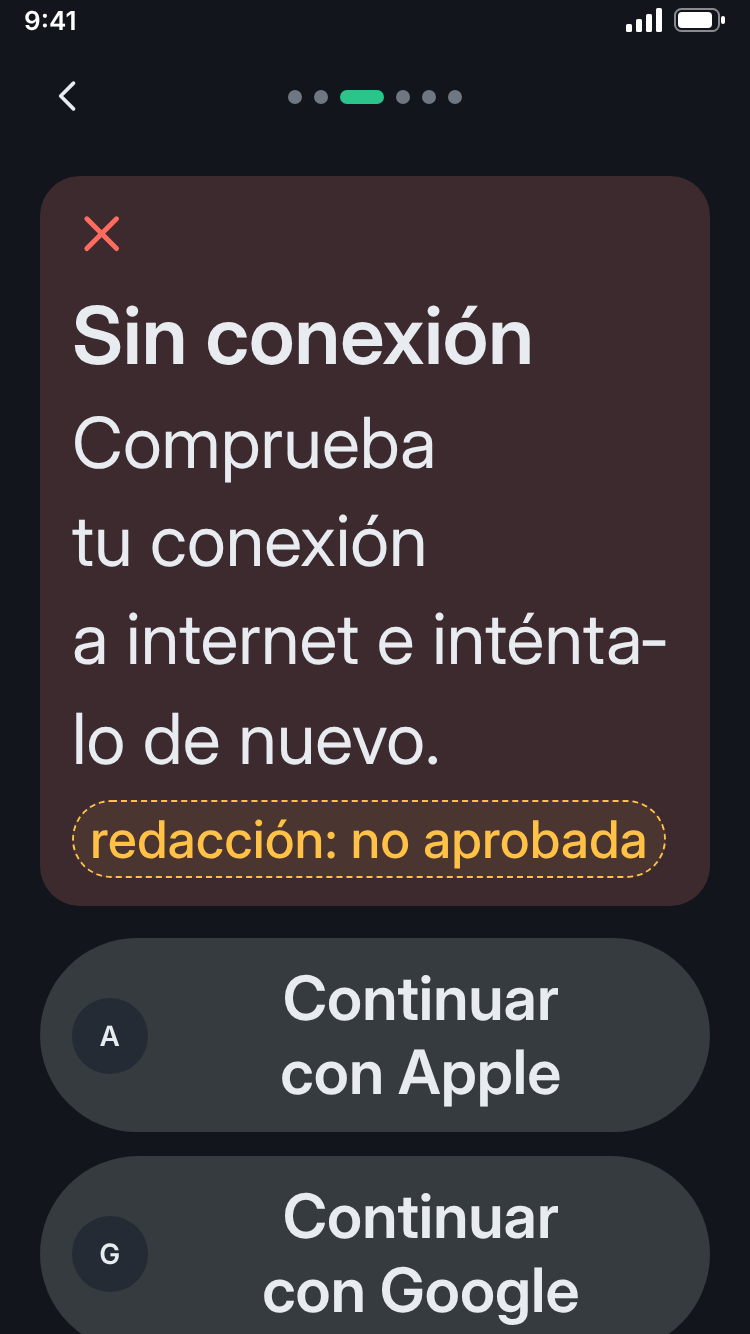 9:41
Sin conexión
Comprueba
tu conexión
a internet e inténta-
lo de nuevo.
redacción: no aprobada
A
Continuar
con Apple
G
Continuar
con Google